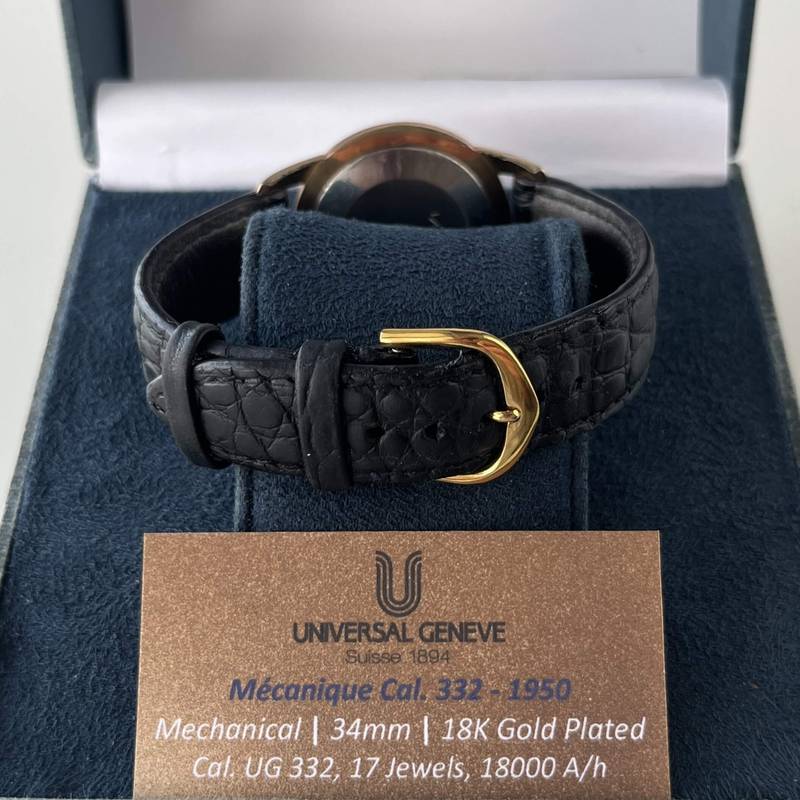 UNIVERSAL GENEVE
Suisse 1894
Mécanique Cal. 332 - 1950
Mechanical | 34mm | 18K Gold Plated
Cal. UG 332, 17 Jewels, 18000 A/h